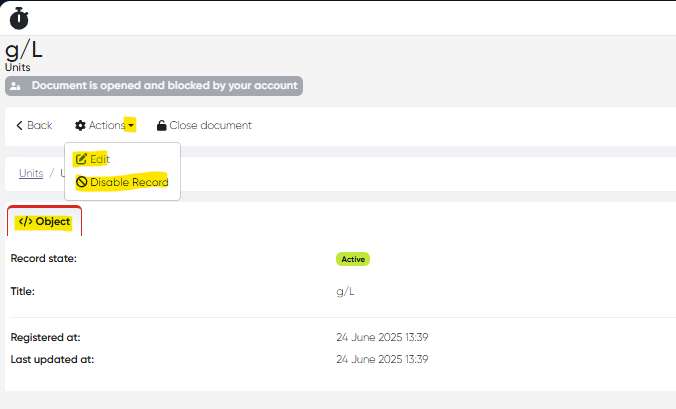 g/L
Units
Document is opened and blocked by your account
Back Actions Close document
Edit
Units / U
Disable Record
</> Object
Record state: Active
Title: g/L
Registered at: 24 June 2025 13:39
Last updated at: 24 June 2025 13:39